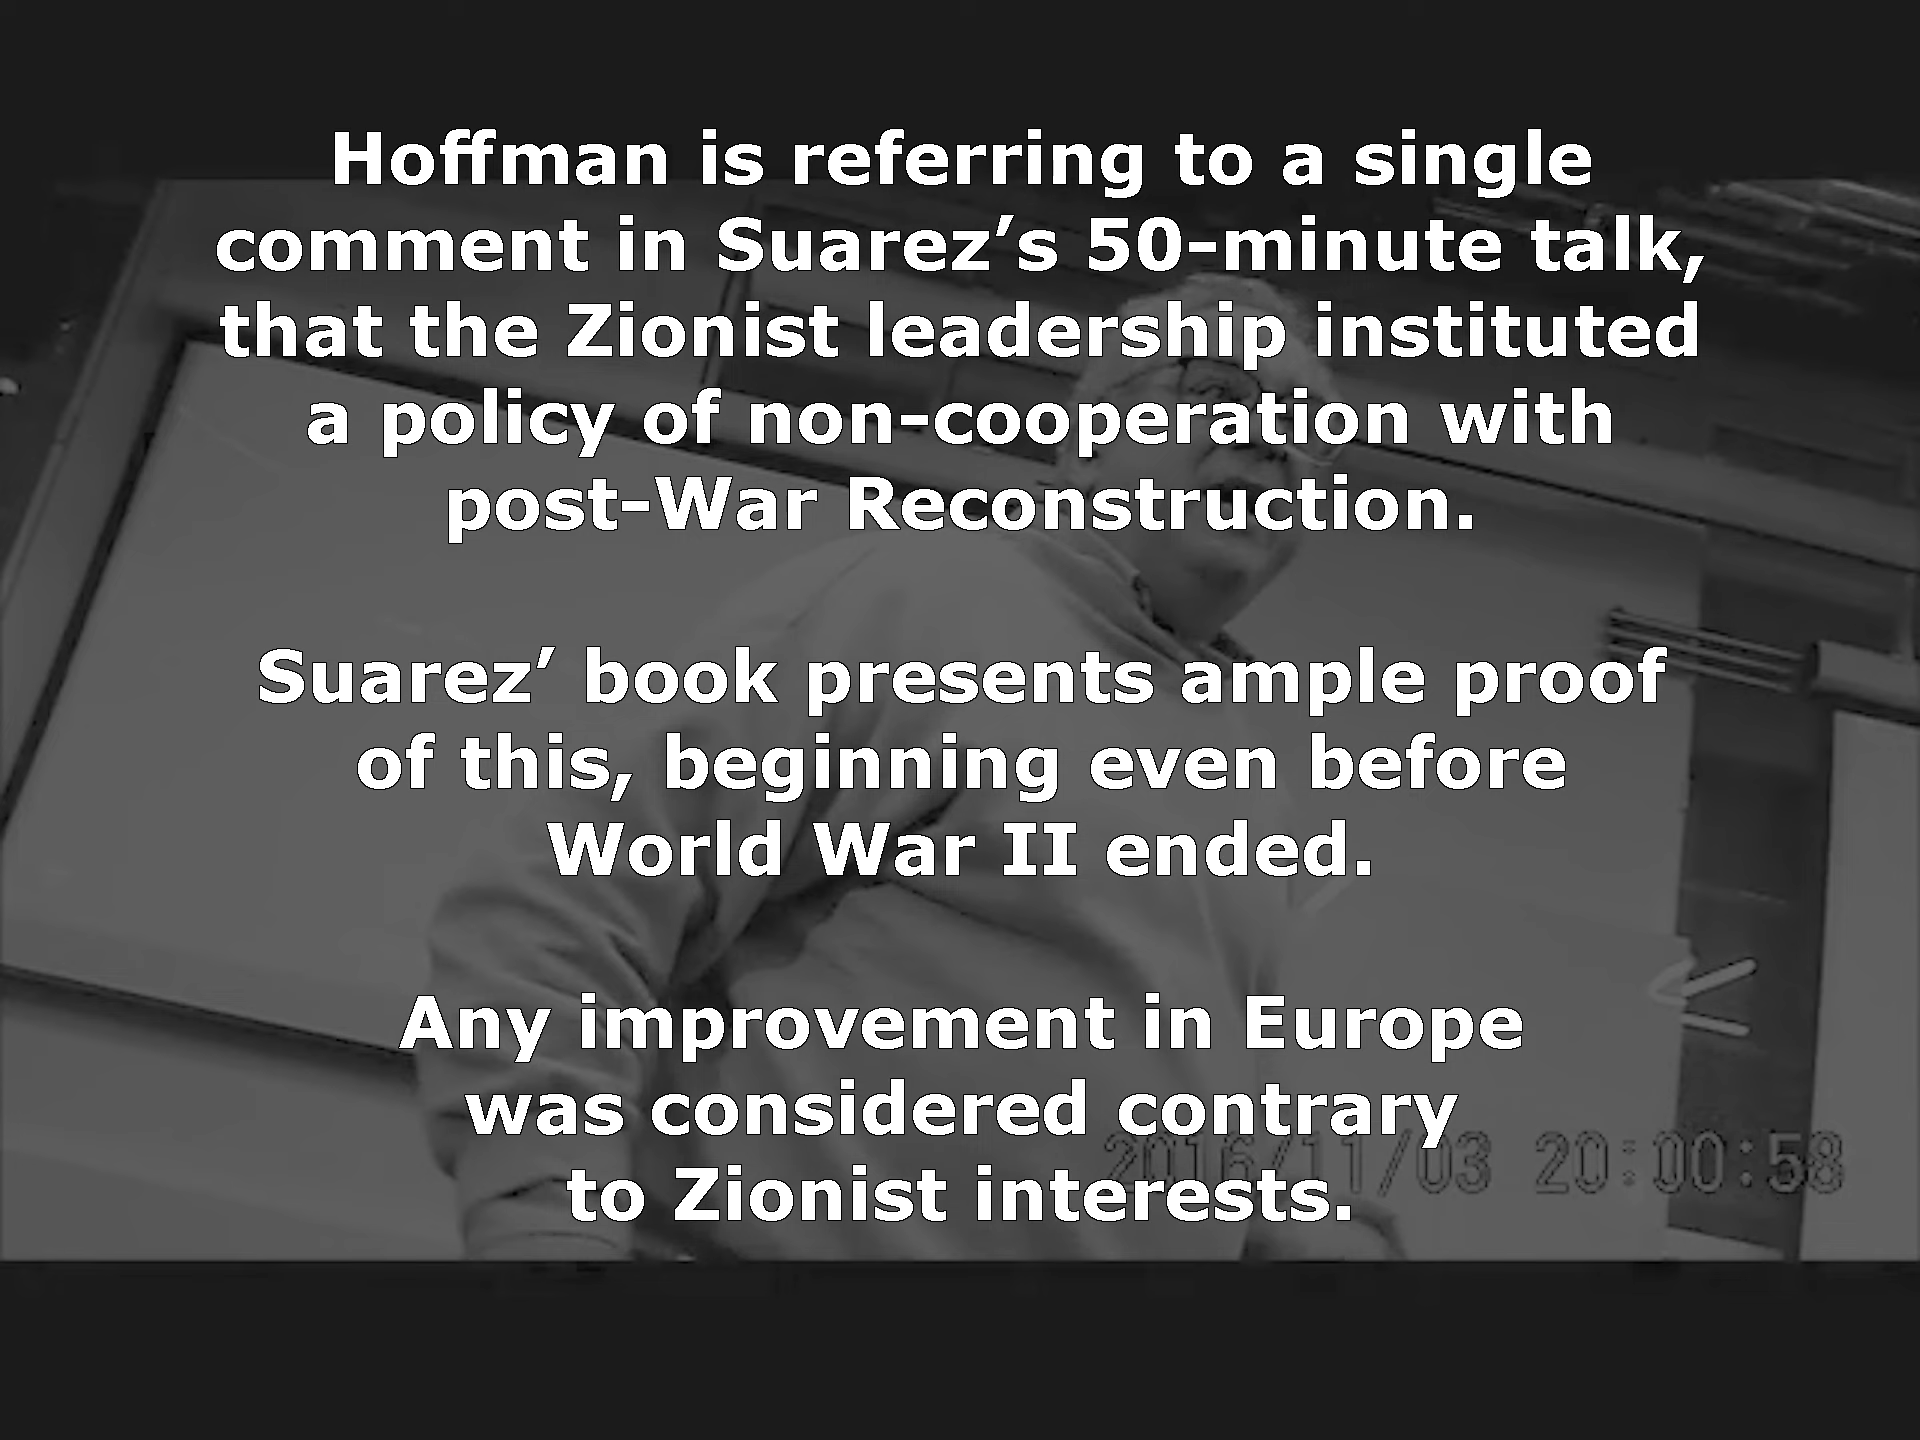 Hoffman is referring to a single
comment in Suarez’s 50-minute talk,
that the Zionist leadership instituted
a policy of non-cooperation with
post-War Reconstruction.
Suarez’ book presents ample proof
of this, beginning even before
World War II ended.
Any improvement in Europe
was considered contrary
to Zionist interests.
2016/11/03 20:00:58